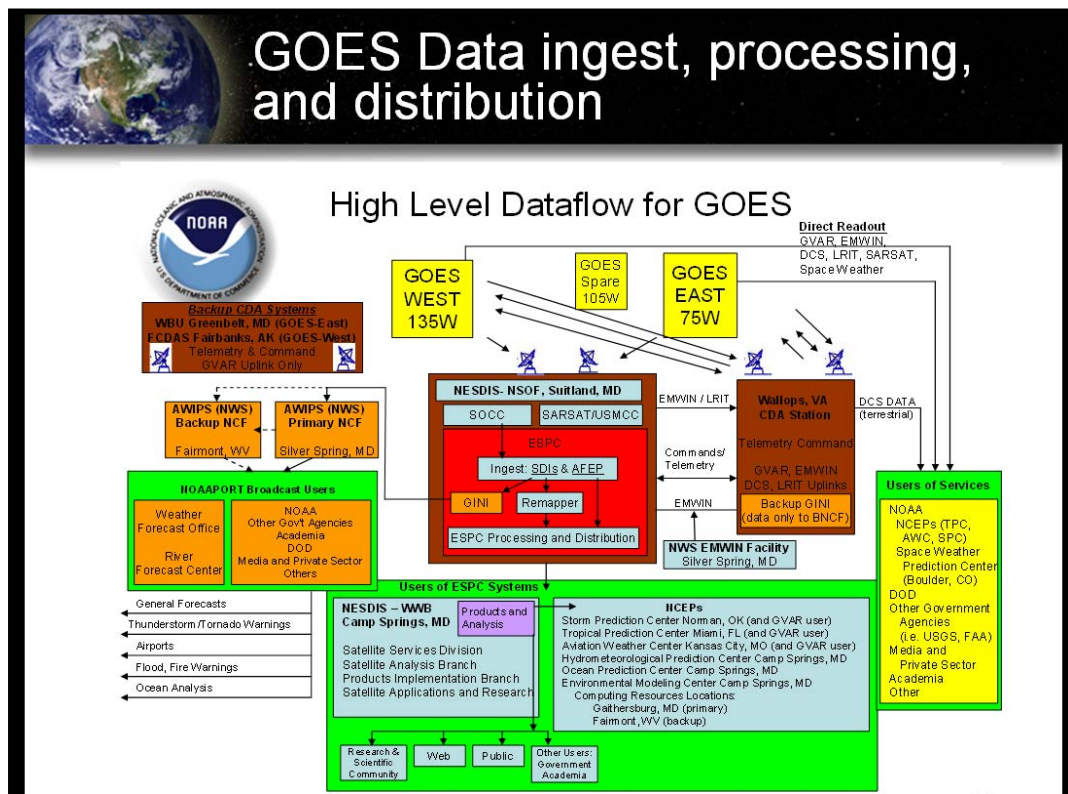 GOES Data ingest, processing,
and distribution
High Level Dataflow for GOES
NATIONAL OCEANIC AND ATMOSPHERIC ADMINISTRATION
U.S. DEPARTMENT OF COMMERCE
NOAA
Direct Readout
GVAR, EMWIN,
DCS, LRIT, SARSAT,
Space Weather
GOES
WEST
135W
GOES
Spare
105W
GOES
EAST
75W
Backup CDA Systems
WBU Greenbelt, MD (GOES-East)
FCDAS Fairbanks, AK (GOES-West)
Telemetry & Command
GVAR Uplink Only
AWIPS (NWS)
Backup NCF
Fairmont, WV
AWIPS (NWS)
Primary NCF
Silver Spring, MD
NESDIS- NSOF, Suitland, MD
SOCC
SARSAT/USMCC
ESPC
Ingest: SDIs & AFEP
GINI
Remapper
ESPC Processing and Distribution
EMWIN / LRIT
Commands/
Telemetry
EMWIN
Wallops, VA
CDA Station
Telemetry Command
GVAR, EMWIN
DCS, LRIT Uplinks
Backup GINI
(data only to BNCF)
DCS DATA
(terrestrial)
NWS EMWIN Facility
Silver Spring, MD
NOAAPORT Broadcast Users
Weather
Forecast Office
River
Forecast Center
NOAA
Other Gov't Agencies
Academia
DOD
Media and Private Sector
Others
General Forecasts
Thunderstorm/Tornado Warnings
Airports
Flood, Fire Warnings
Ocean Analysis
Users of Services
NOAA
NCEPs (TPC,
AWC, SPC)
Space Weather
Prediction Center
(Boulder, CO)
DOD
Other Government
Agencies
(i.e. USGS, FAA)
Media and
Private Sector
Academia
Other
Users of ESPC Systems
NESDIS – WWB
Camp Springs, MD
Products and
Analysis
Satellite Services Division
Satellite Analysis Branch
Products Implementation Branch
Satellite Applications and Research
NCEPs
Storm Prediction Center Norman, OK (and GVAR user)
Tropical Prediction Center Miami, FL (and GVAR user)
Aviation Weather Center Kansas City, MO (and GVAR user)
Hydrometeorological Prediction Center Camp Springs, MD
Ocean Prediction Center Camp Springs, MD
Environmental Modeling Center Camp Springs, MD
Computing Resources Locations:
Gaithersburg, MD (primary)
Fairmont, WV (backup)
Research &
Scientific
Community
Web
Public
Other Users:
Government
Academia